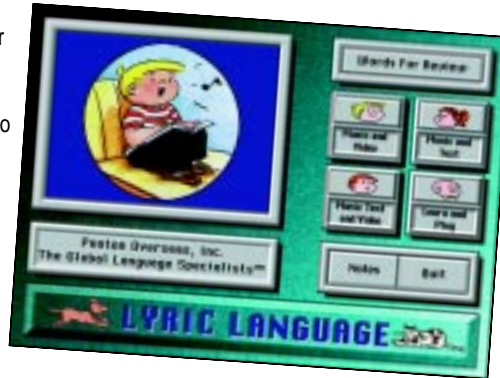 r
o
Words For Review
Music and
Video
Music and
Text
Music Text
and Video
Learn and
Play
Penton Overseas, Inc.
The Global Language Specialists™
Notes
Quit
LYRIC LANGUAGE